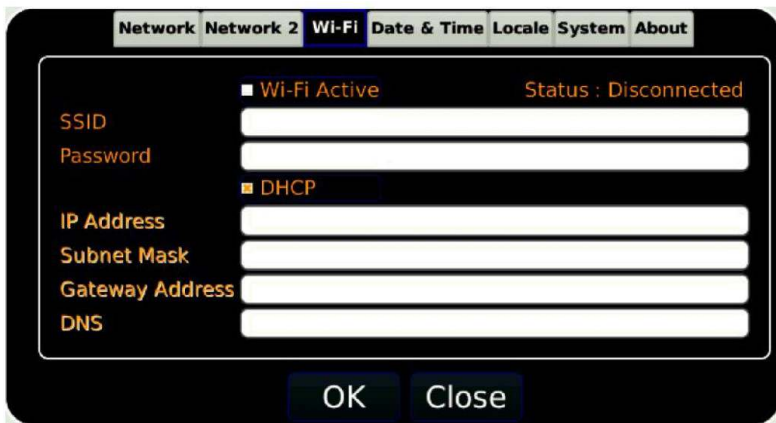 Network Network 2 Wi-Fi Date & Time Locale System About
Wi-Fi Active Status : Disconnected
SSID
Password
DHCP
IP Address
Subnet Mask
Gateway Address
DNS
OK Close